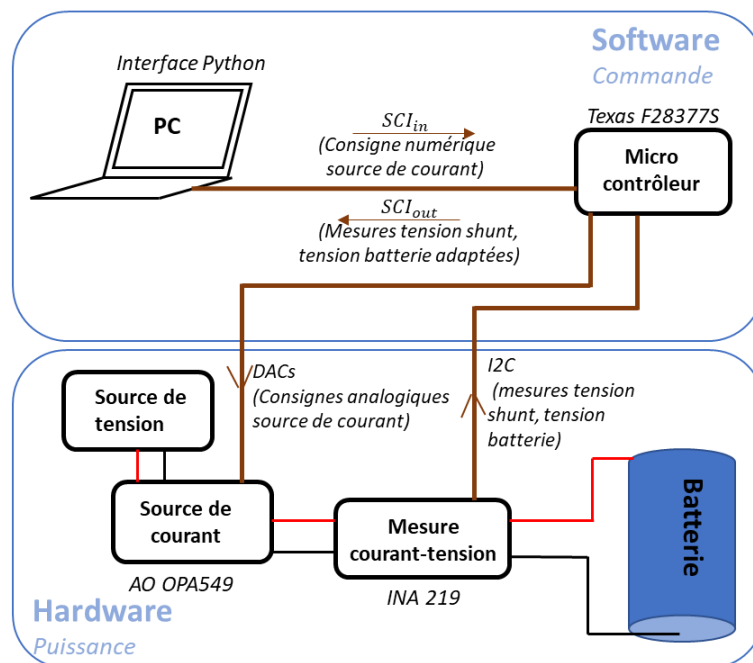 Software
Commande
Interface Python
PC
SCI_in
(Consigne numérique
source de courant)
Texas F28377S
Micro
contrôleur
SCI_out
(Mesures tension shunt,
tension batterie adaptées)
DACs
(Consignes analogiques
source de courant)
I2C
(mesures tension
shunt, tension
batterie)
Source de
tension
Source de
courant
AO OPA549
Mesure
courant-tension
INA 219
Batterie
Hardware
Puissance